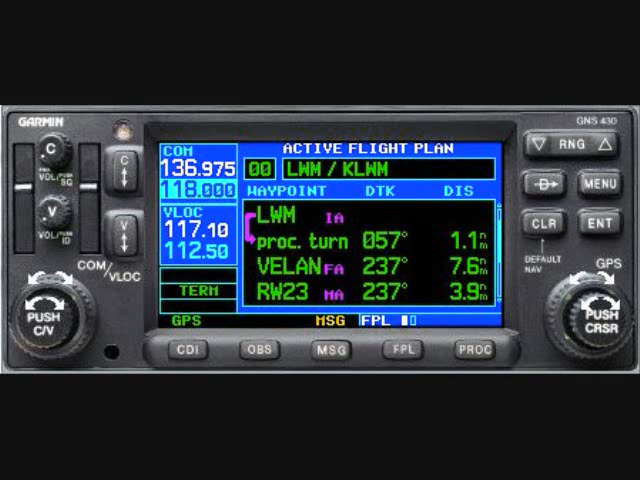 GARMIN
GNS 430
COM
136.975
118.000
VLOC
117.10
112.50
TERM
GPS
ACTIVE FLIGHT PLAN
00 LWM / KLWM
WAYPOINT DTK DIS
LWM IA
proc. turn 057° 1.1nm
VELAN FA 237° 7.6nm
RW23 MA 237° 3.9nm
MSG FPL
C
SQ
V
VOL/PUSH
ID
C
V
COM/VLOC
PUSH
C/V
RNG
D
MENU
CLR
ENT
DEFAULT
NAV
GPS
PUSH
CRSR
CDI
OBS
MSG
FPL
PROC